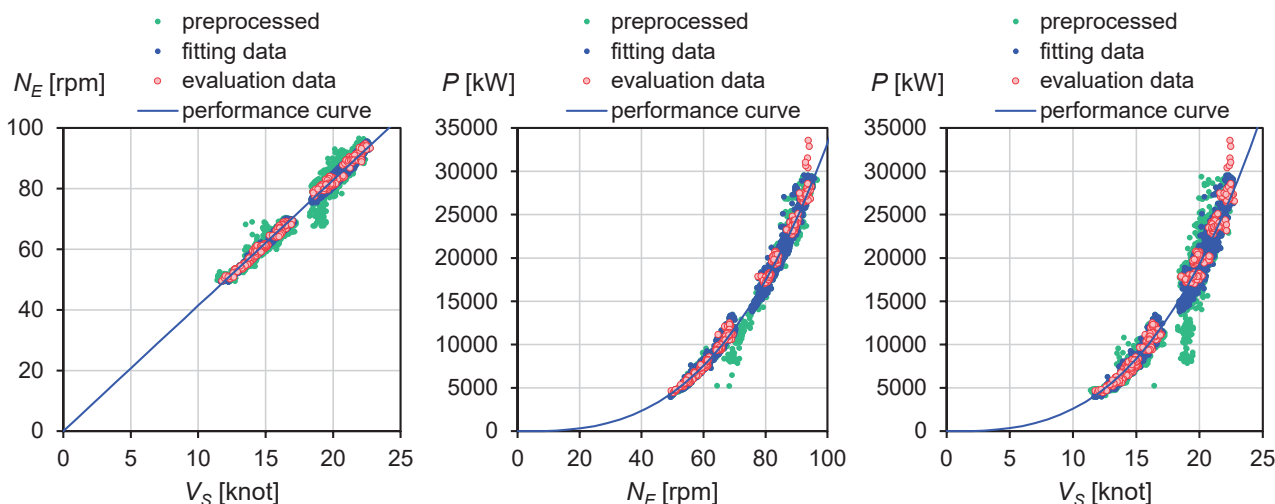 preprocessed
fitting data
evaluation data
performance curve
N_E [rpm]
100
80
60
40
20
0
0 5 10 15 20 25
V_S [knot]
preprocessed
fitting data
evaluation data
performance curve
P [kW]
35000
30000
25000
20000
15000
10000
5000
0
0 20 40 60 80 100
N_E [rpm]
preprocessed
fitting data
evaluation data
performance curve
P [kW]
35000
30000
25000
20000
15000
10000
5000
0
0 5 10 15 20 25
V_S [knot]